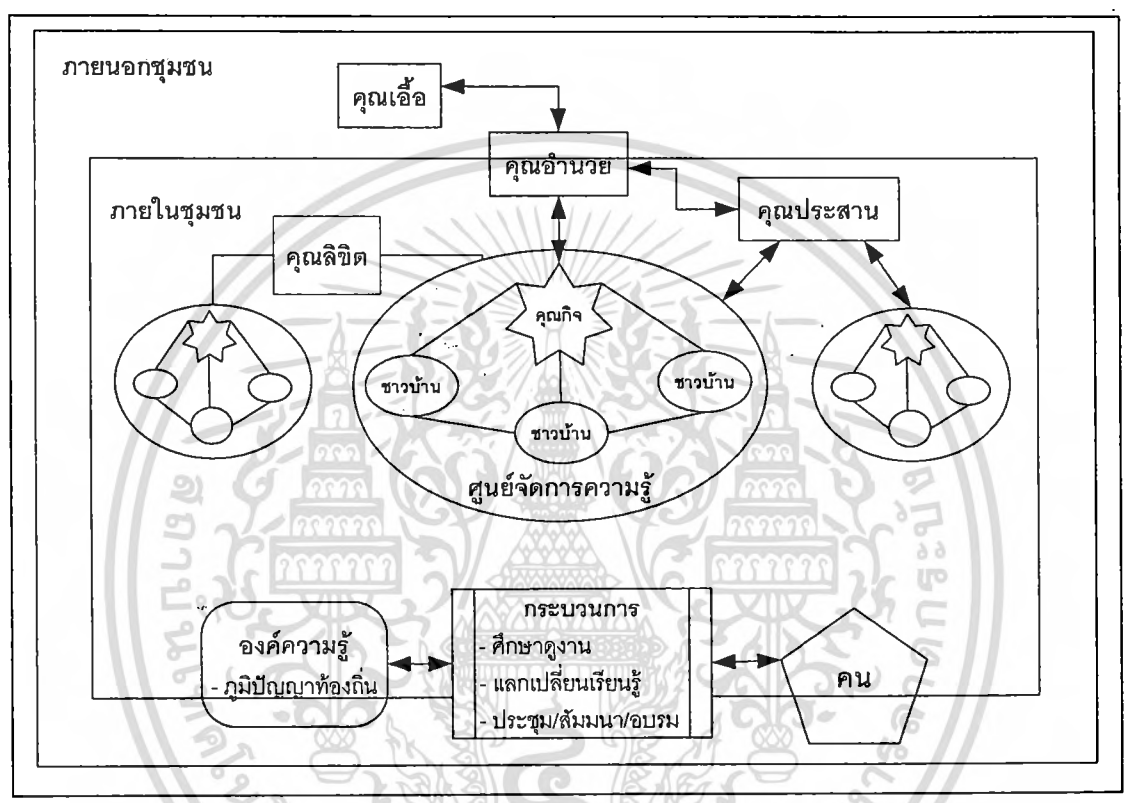 ภายนอกชุมชน
คุณเอื้อ
คุณอำนวย
ภายในชุมชน
คุณประสาน
คุณลิขิต
คุณกิจ
ชาวบ้าน
ชาวบ้าน
ชาวบ้าน
ศูนย์จัดการความรู้
กระบวนการ
- ศึกษาดูงาน
- แลกเปลี่ยนเรียนรู้
- ประชุม/สัมมนา/อบรม
องค์ความรู้
- ภูมิปัญญาท้องถิ่น
คน